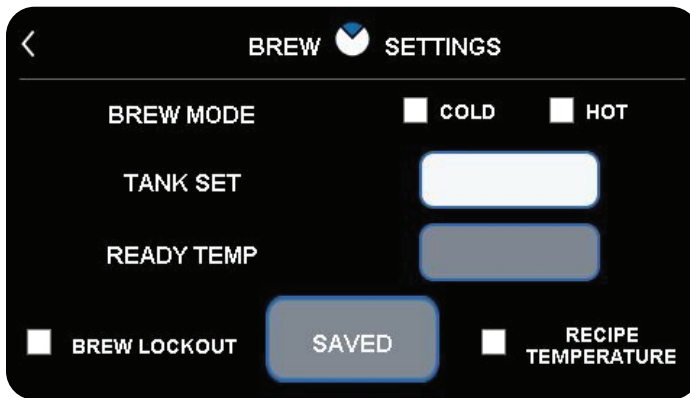 BREW SETTINGS
BREW MODE COLD HOT
TANK SET
READY TEMP
BREW LOCKOUT SAVED RECIPE TEMPERATURE